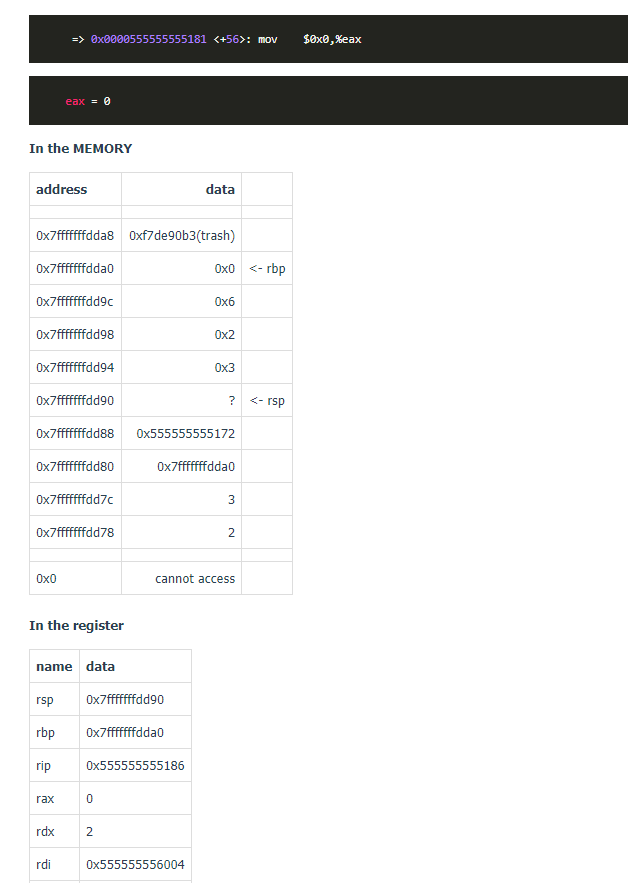 => 0x0000555555555181 <+56>: mov    $0x0,%eax
eax = 0
In the MEMORY
address data
0x7fffffffdda8 0xf7de90b3(trash)
0x7fffffffdda0 0x0 <- rbp
0x7fffffffdd9c 0x6
0x7fffffffdd98 0x2
0x7fffffffdd94 0x3
0x7fffffffdd90 ? <- rsp
0x7fffffffdd88 0x555555555172
0x7fffffffdd80 0x7fffffffdda0
0x7fffffffdd7c 3
0x7fffffffdd78 2
0x0 cannot access
In the register
name data
rsp 0x7fffffffdd90
rbp 0x7fffffffdda0
rip 0x555555555186
rax 0
rdx 2
rdi 0x555555556004